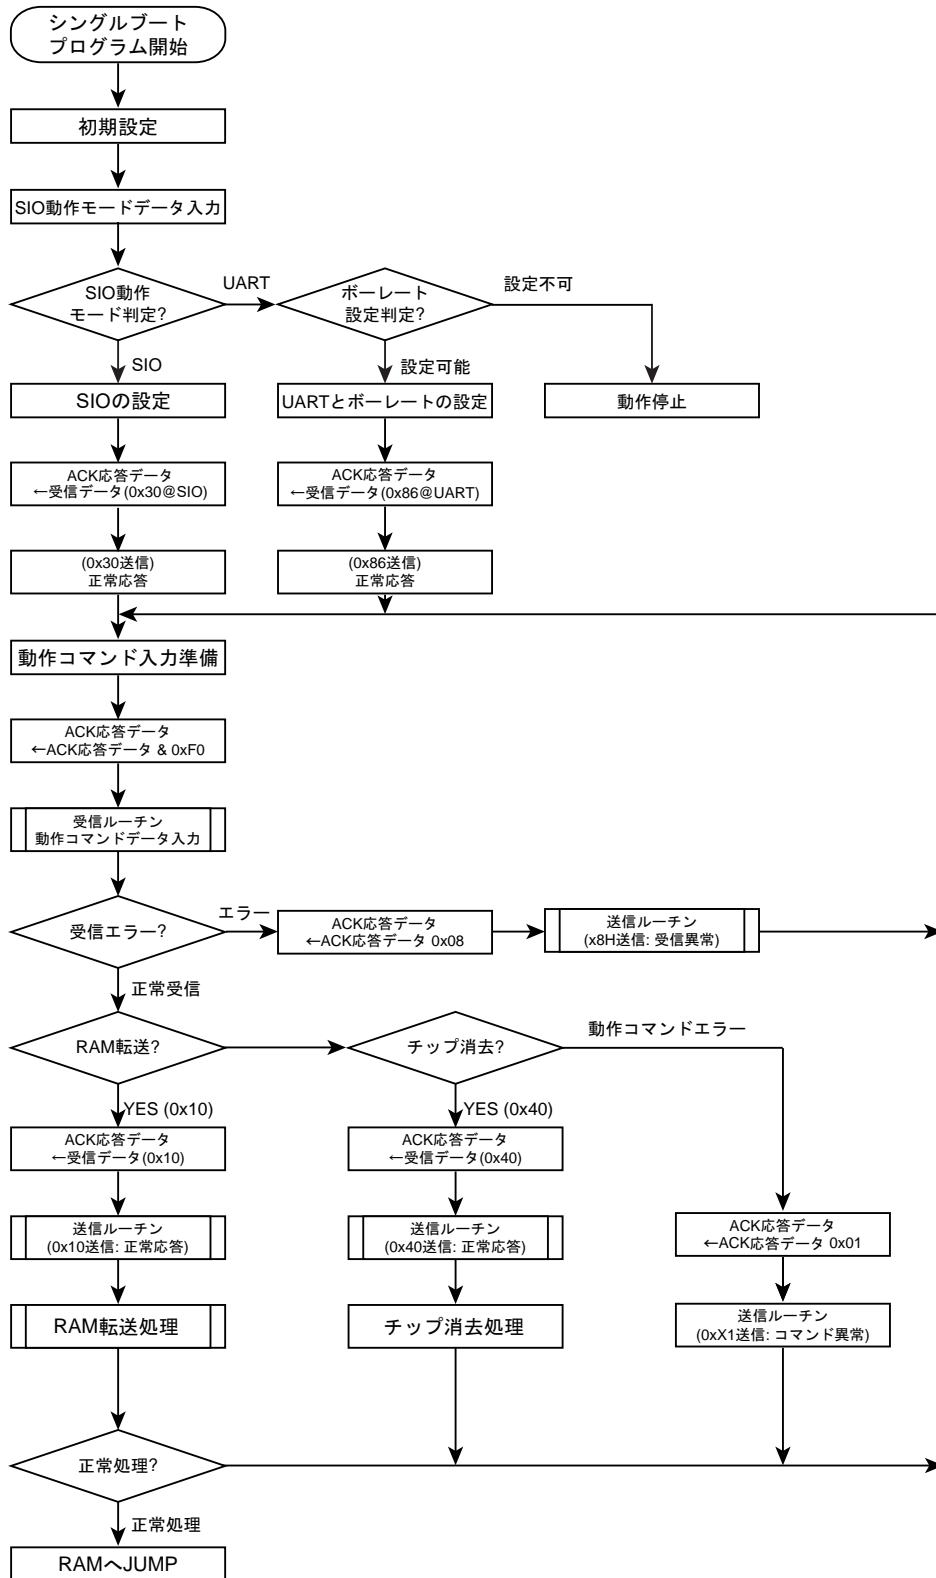 シングルブート
プログラム開始
初期設定
SIO動作モードデータ入力
SIO動作
モード判定?
UART
ボーレート
設定判定?
設定不可
SIO
設定可能
SIOの設定
UARTとボーレートの設定
動作停止
ACK応答データ
←受信データ(0x30@SIO)
ACK応答データ
←受信データ(0x86@UART)
(0x30送信)
正常応答
(0x86送信)
正常応答
動作コマンド入力準備
ACK応答データ
←ACK応答データ & 0xF0
受信ルーチン
動作コマンドデータ入力
受信エラー?
エラー
ACK応答データ
←ACK応答データ 0x08
送信ルーチン
(x8H送信: 受信異常)
正常受信
RAM転送?
チップ消去?
動作コマンドエラー
YES (0x10)
YES (0x40)
ACK応答データ
←受信データ(0x10)
ACK応答データ
←受信データ(0x40)
送信ルーチン
(0x10送信: 正常応答)
送信ルーチン
(0x40送信: 正常応答)
ACK応答データ
←ACK応答データ 0x01
RAM転送処理
チップ消去処理
送信ルーチン
(0xX1送信: コマンド異常)
正常処理?
正常処理
RAMへJUMP